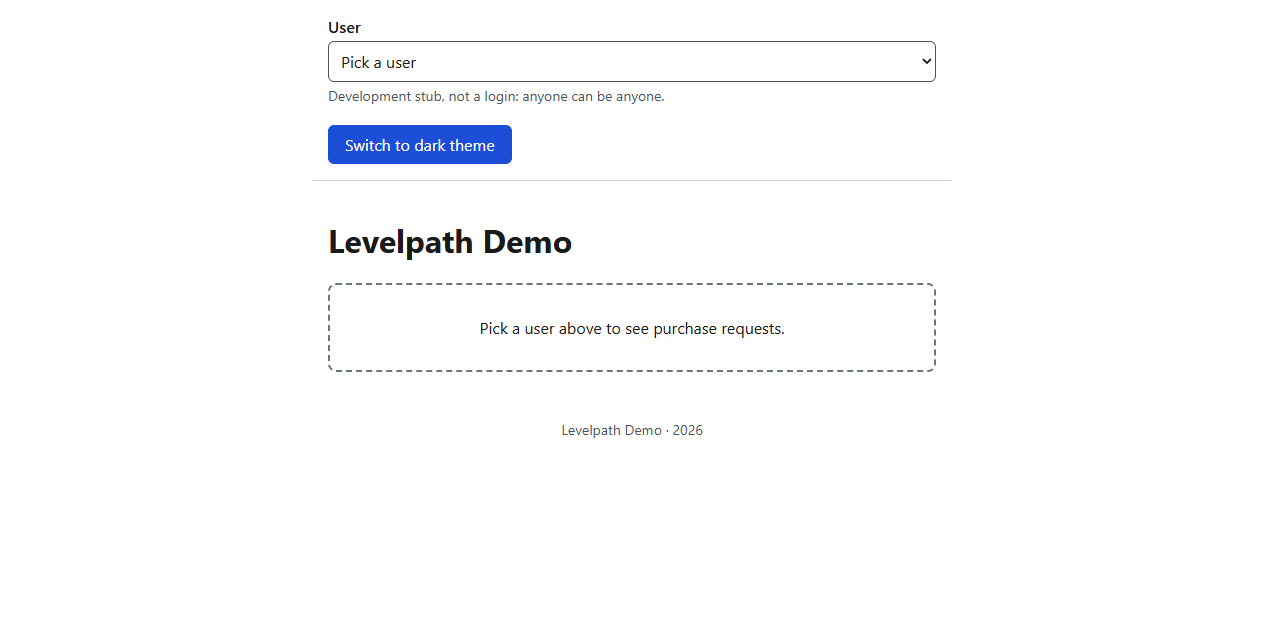 User
Pick a user
Development stub, not a login: anyone can be anyone.
Switch to dark theme
Levelpath Demo
Pick a user above to see purchase requests.
Levelpath Demo · 2026